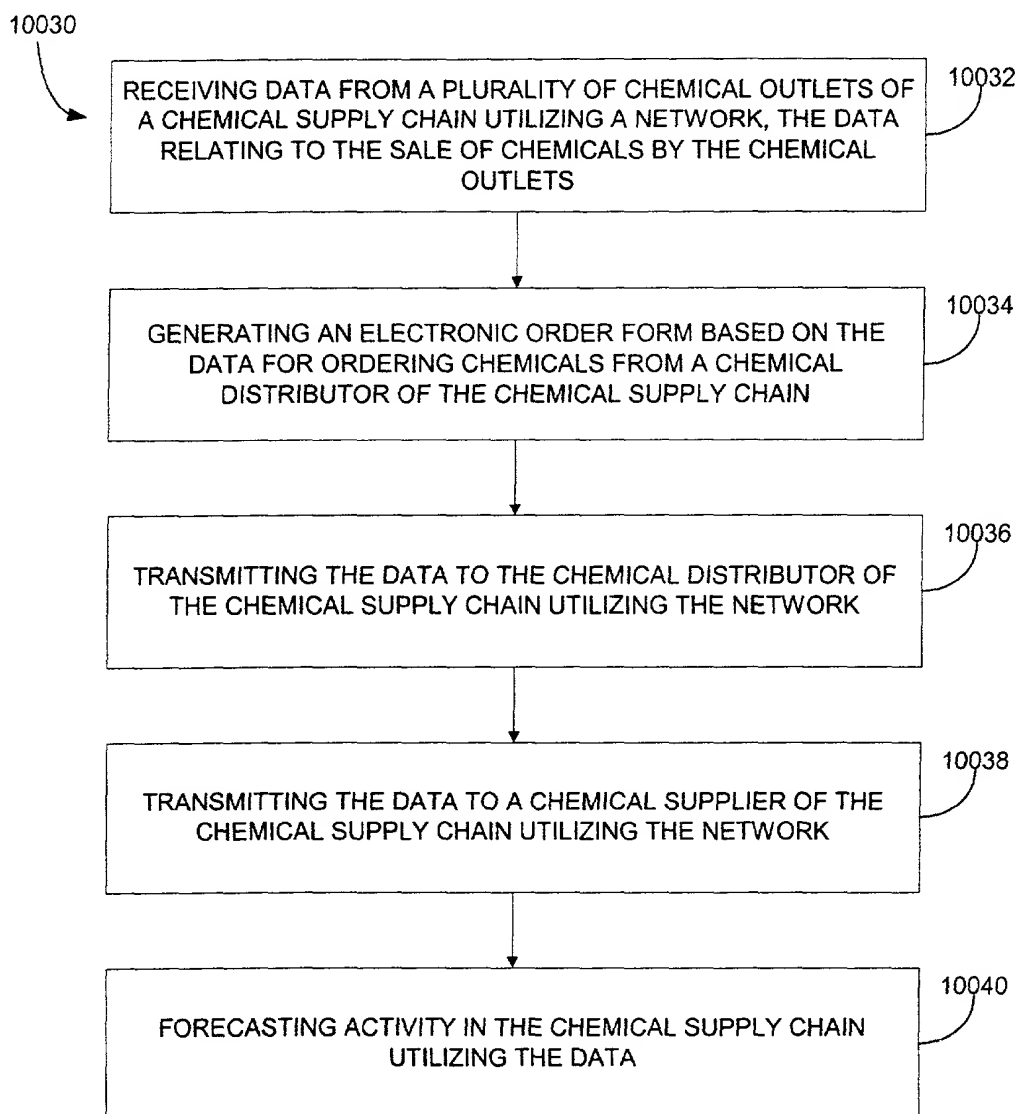 10030
RECEIVING DATA FROM A PLURALITY OF CHEMICAL OUTLETS OF
A CHEMICAL SUPPLY CHAIN UTILIZING A NETWORK, THE DATA
RELATING TO THE SALE OF CHEMICALS BY THE CHEMICAL
OUTLETS
10032
GENERATING AN ELECTRONIC ORDER FORM BASED ON THE
DATA FOR ORDERING CHEMICALS FROM A CHEMICAL
DISTRIBUTOR OF THE CHEMICAL SUPPLY CHAIN
10034
TRANSMITTING THE DATA TO THE CHEMICAL DISTRIBUTOR OF
THE CHEMICAL SUPPLY CHAIN UTILIZING THE NETWORK
10036
TRANSMITTING THE DATA TO A CHEMICAL SUPPLIER OF THE
CHEMICAL SUPPLY CHAIN UTILIZING THE NETWORK
10038
FORECASTING ACTIVITY IN THE CHEMICAL SUPPLY CHAIN
UTILIZING THE DATA
10040